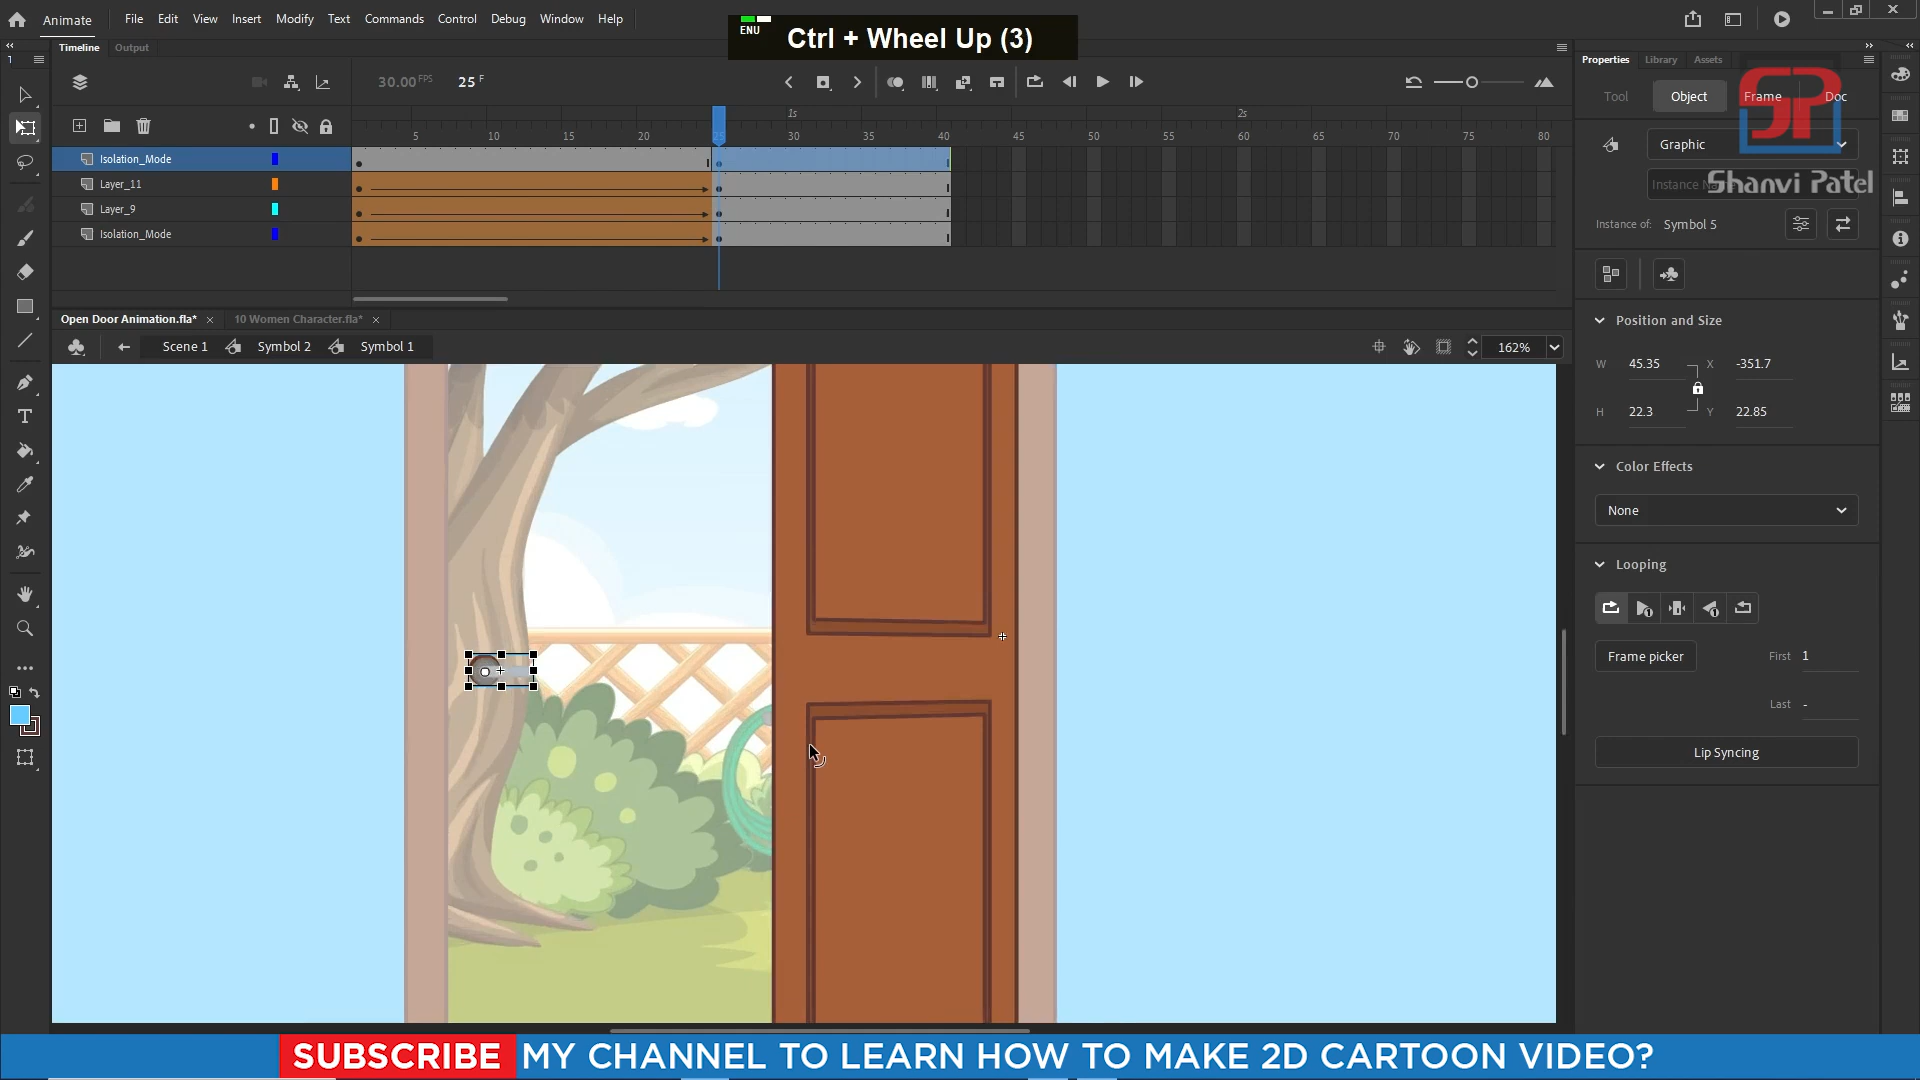 Animate
File Edit View Insert Modify Text Commands Control Debug Window Help
ENU
Ctrl + Wheel Up (3)
Timeline Output
Properties Library Assets
30.00 FPS 25 F
Tool Object Frame Doc
SP
1s 2s
5 10 15 20 25 30 35 40 45 50 55 60 65 70 75 80
Graphic
Isolation_Mode
Layer_11
Layer_9
Isolation_Mode
Instance Name
Shanvi Patel
Instance of: Symbol 5
Open Door Animation.fla* × 10 Women Character.fla* ×
Position and Size
Scene 1 Symbol 2 Symbol 1
162%
W 45.35 X -351.7
H 22.3 Y 22.85
Color Effects
None
Looping
Frame picker First 1
Last -
Lip Syncing
SUBSCRIBE MY CHANNEL TO LEARN HOW TO MAKE 2D CARTOON VIDEO?